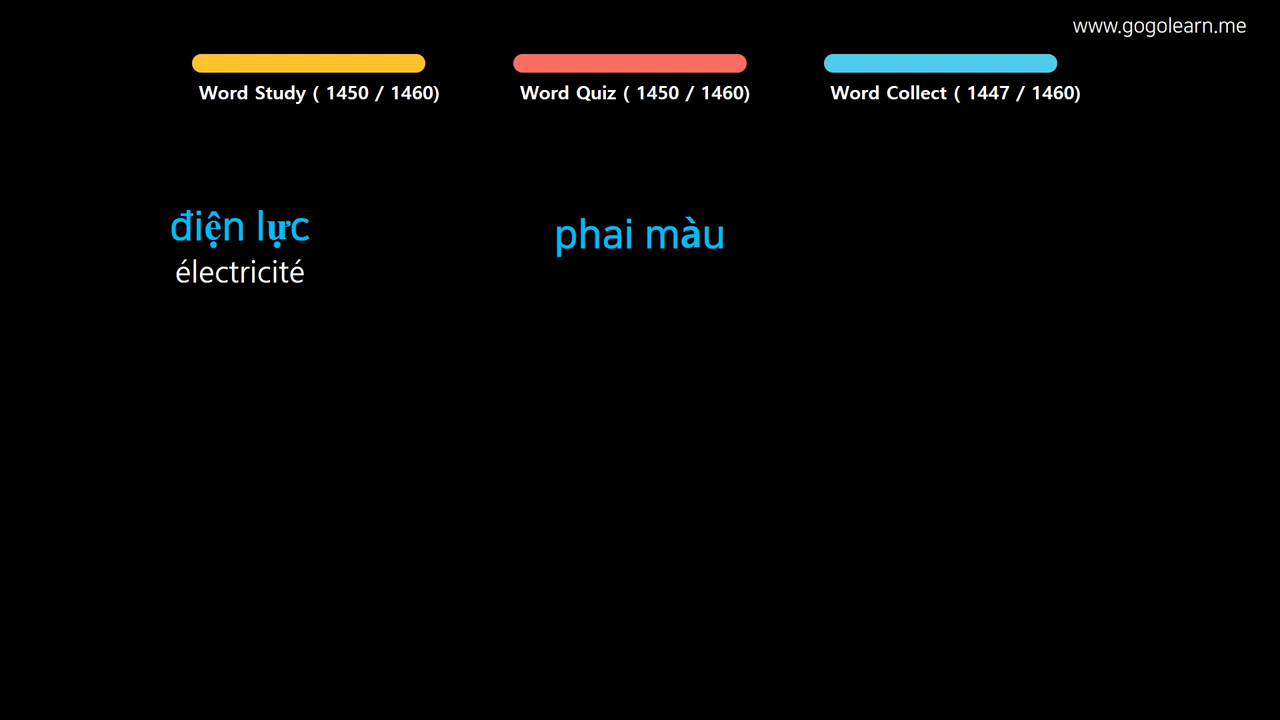 www.gogolearn.me
Word Study ( 1450 / 1460)
Word Quiz ( 1450 / 1460)
Word Collect ( 1447 / 1460)
điện lực
électricité
phai màu